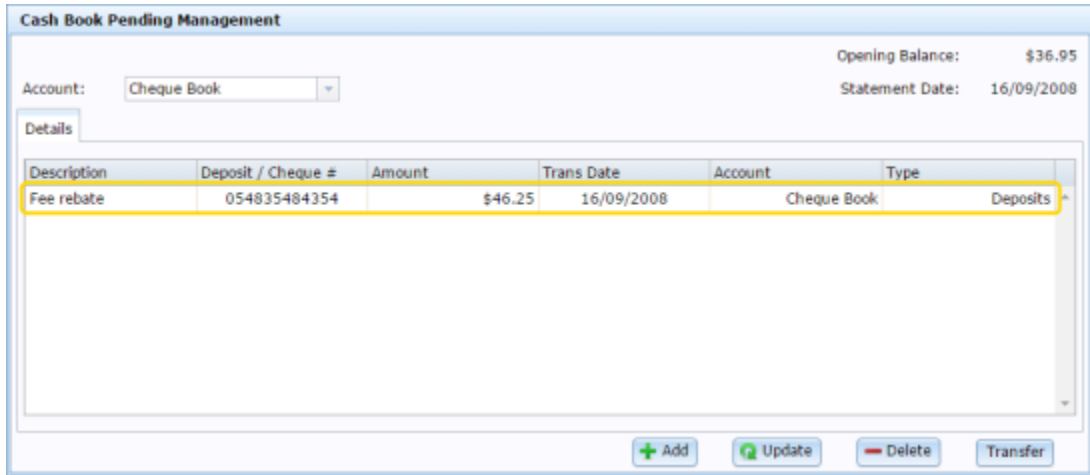 Cash Book Pending Management
Opening Balance: $36.95
Account: Cheque Book Statement Date: 16/09/2008
Details
Description Deposit / Cheque # Amount Trans Date Account Type
Fee rebate 054835484354 $46.25 16/09/2008 Cheque Book Deposits
Add Update Delete Transfer